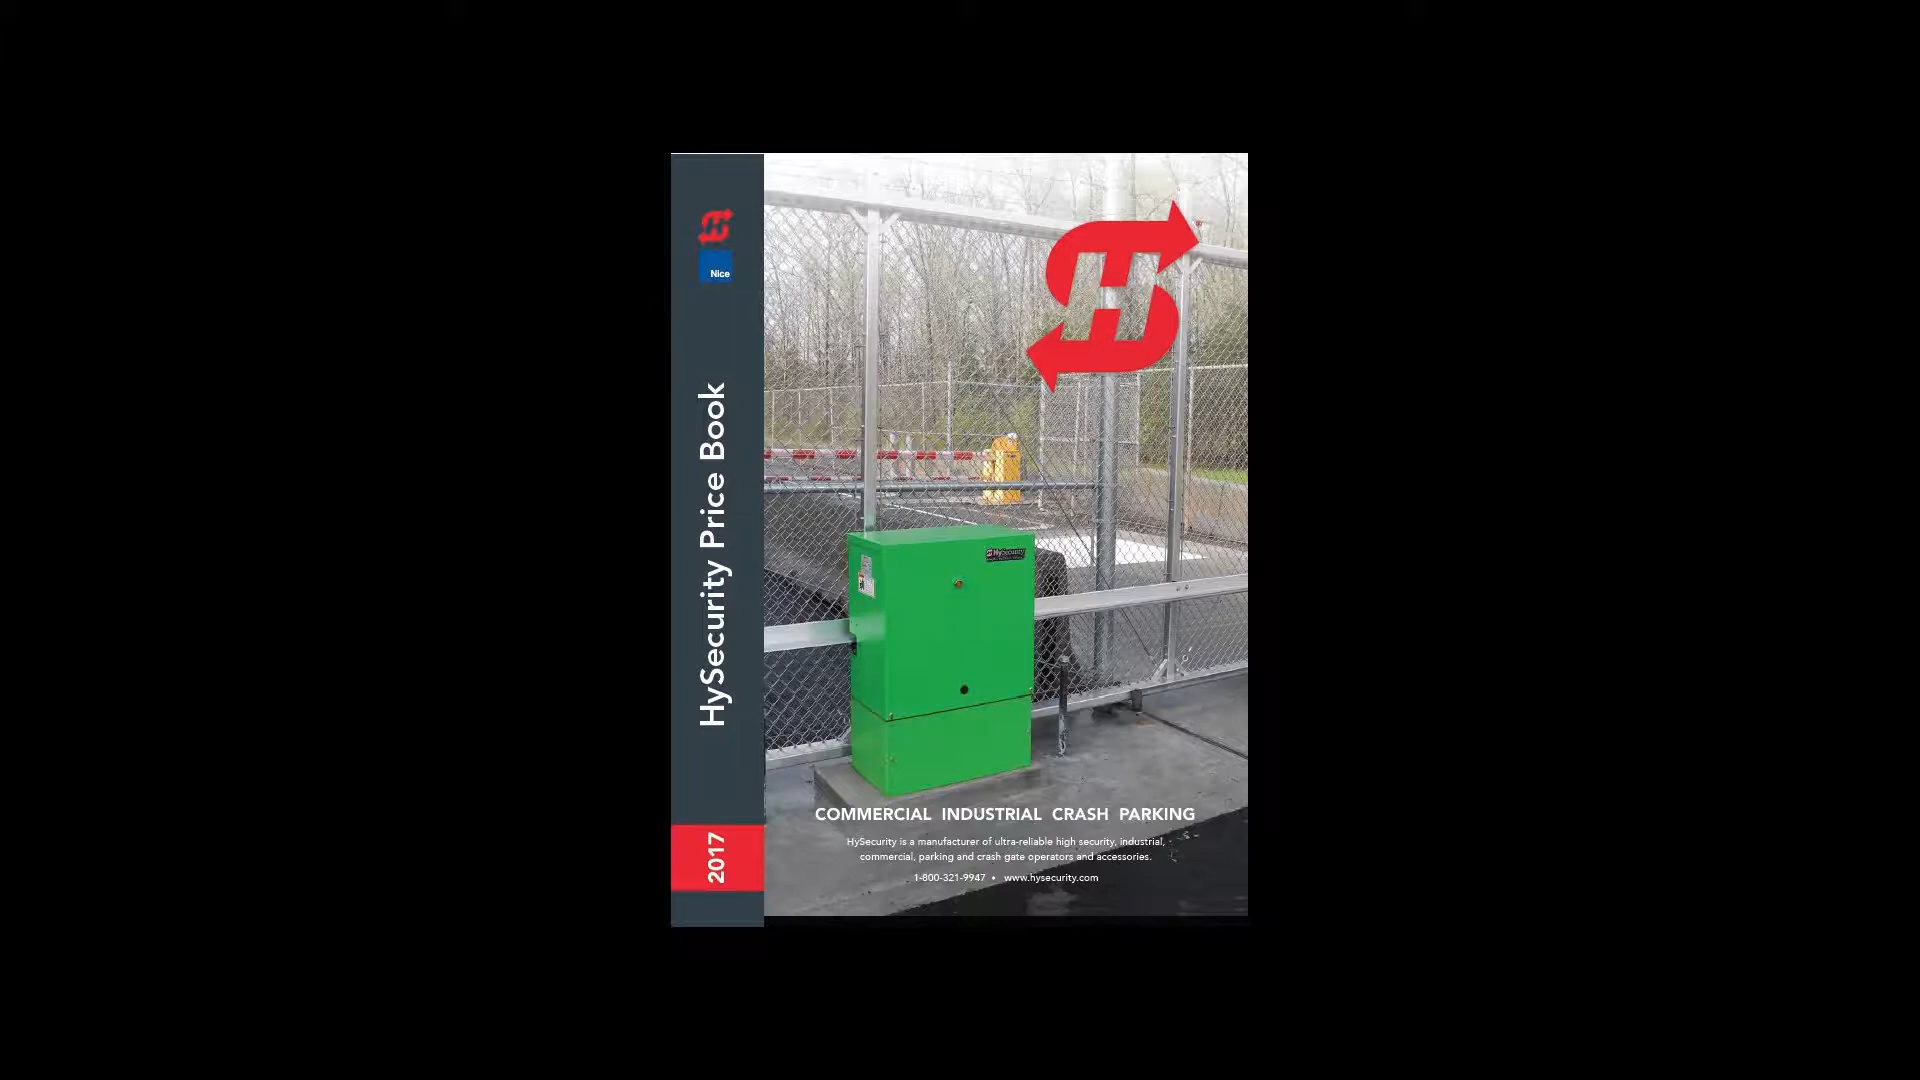 Nice
HySecurity Price Book
2017
HySecurity
COMMERCIAL INDUSTRIAL CRASH PARKING
HySecurity is a manufacturer of ultra-reliable high security, industrial,
commercial, parking and crash gate operators and accessories.
1-800-321-9947 • www.hysecurity.com